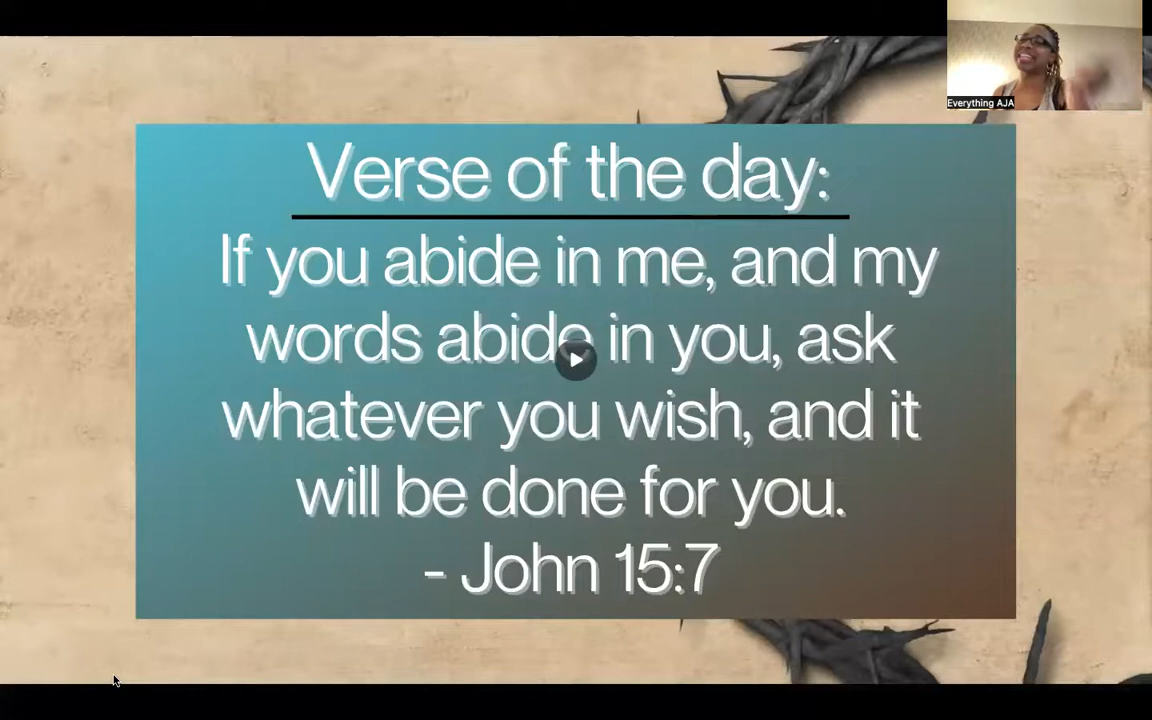 Everything AJA
Verse of the day:
If you abide in me, and my
words abide in you, ask
whatever you wish, and it
will be done for you.
- John 15:7